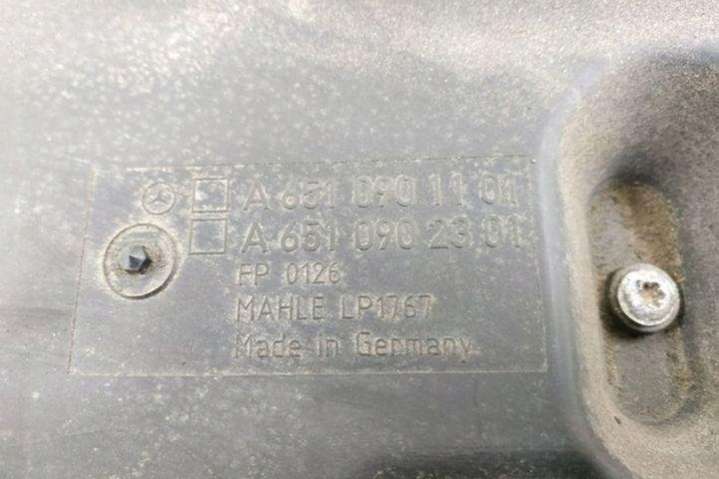 A 651 090 11 01
A 651 090 23 01
FP 0126
MAHLE LP1767
Made in Germany